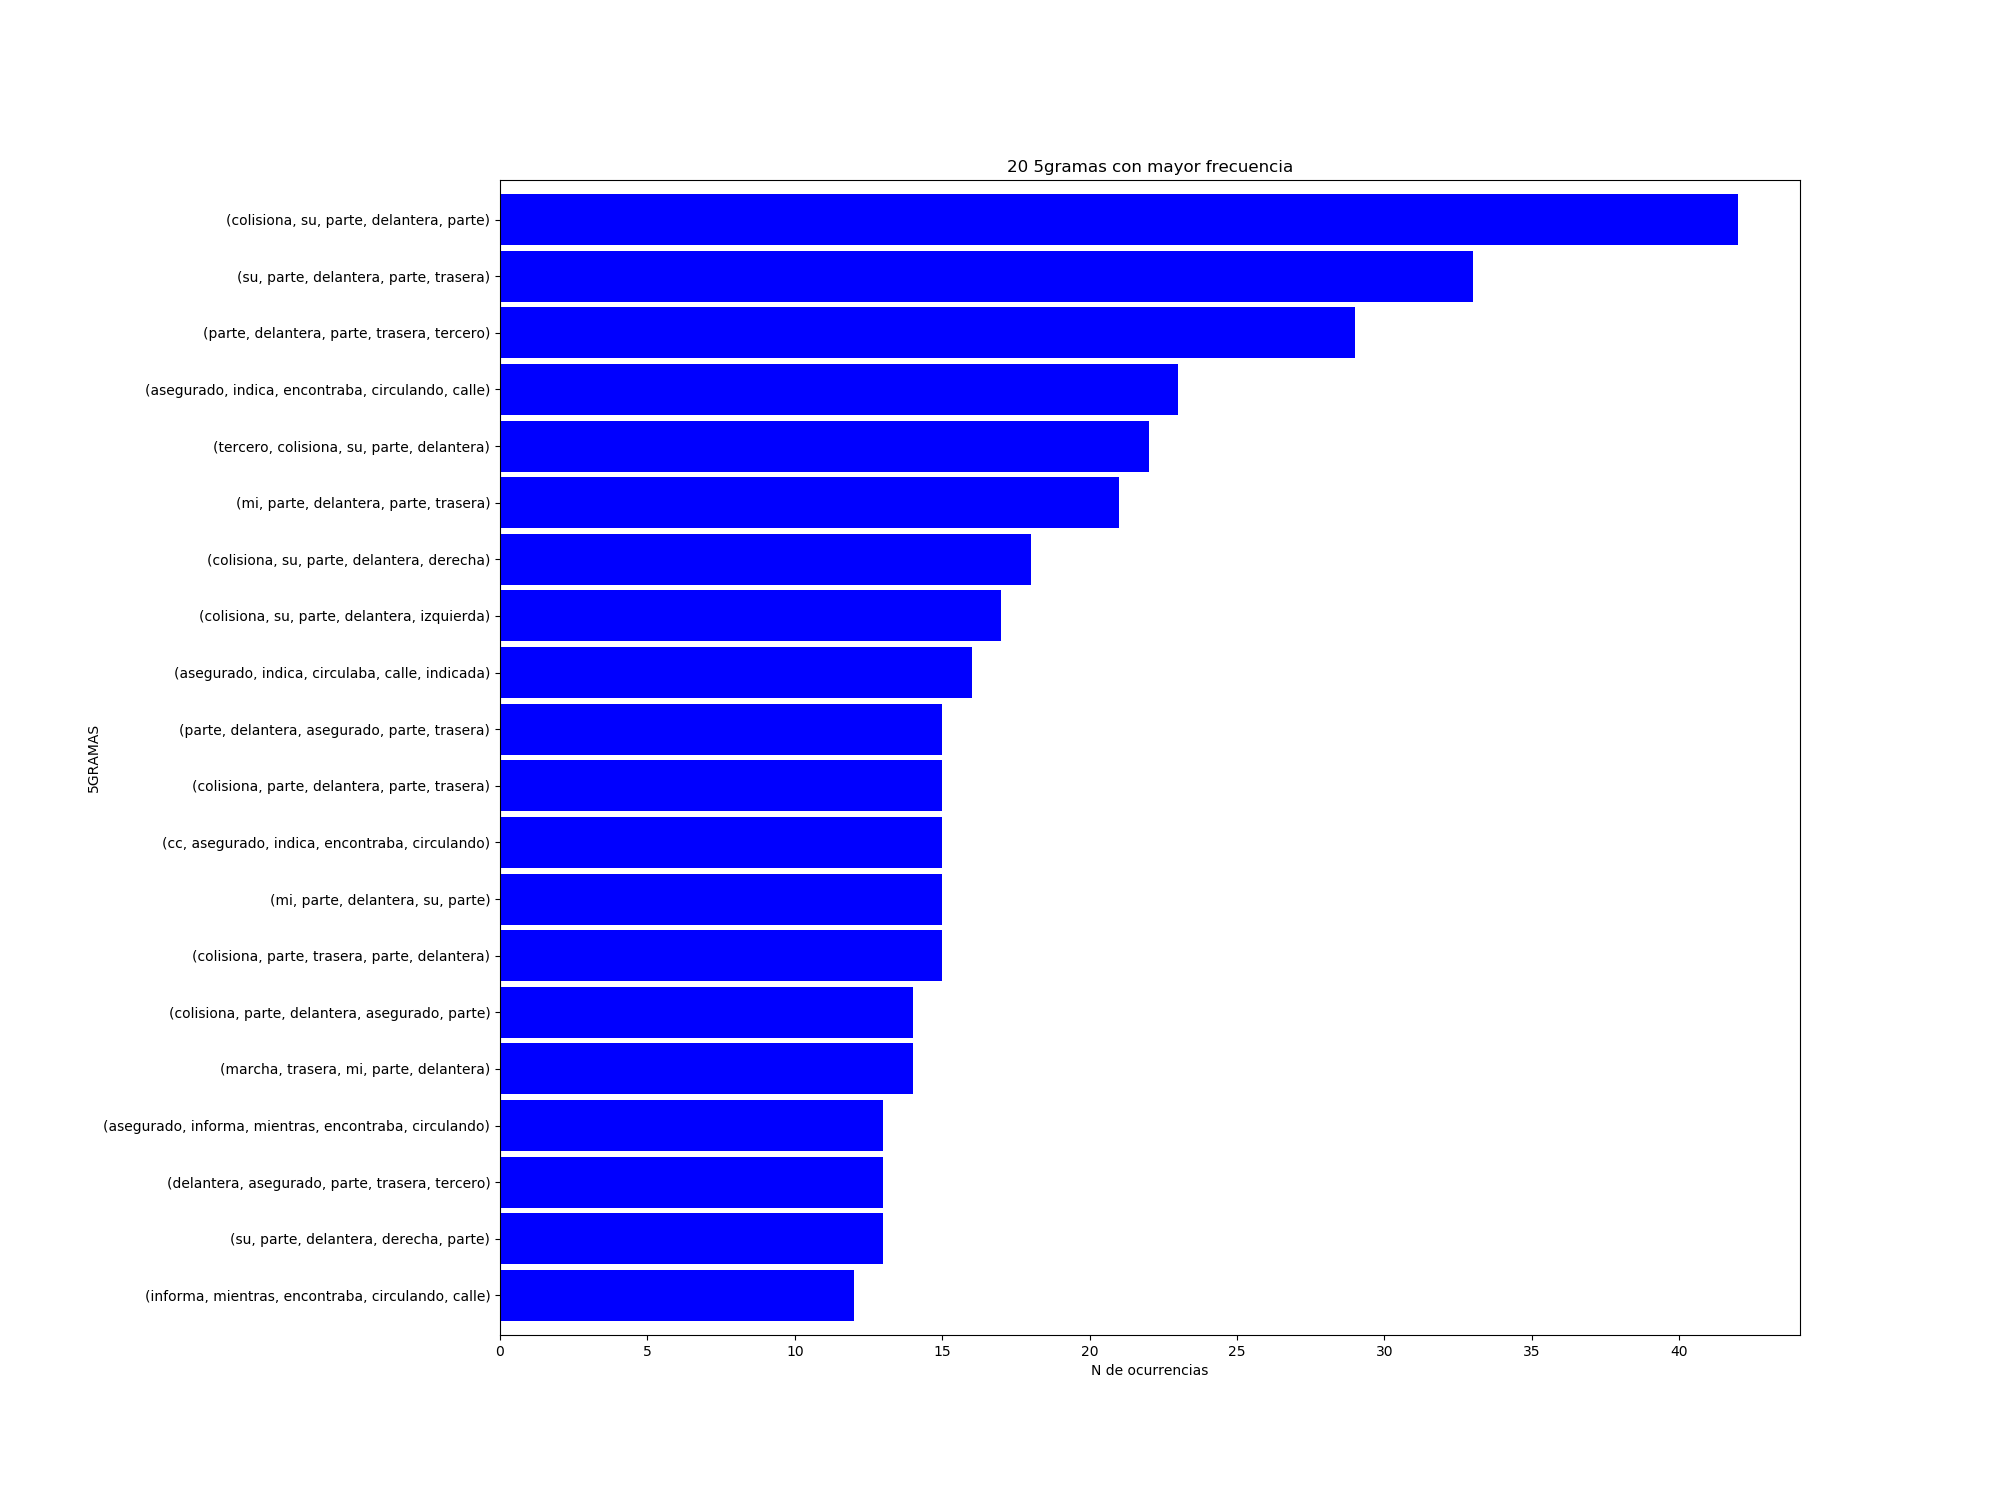 20 5gramas con mayor frecuencia
(colisiona, su, parte, delantera, parte)
(su, parte, delantera, parte, trasera)
(parte, delantera, parte, trasera, tercero)
(asegurado, indica, encontraba, circulando, calle)
(tercero, colisiona, su, parte, delantera)
(mi, parte, delantera, parte, trasera)
(colisiona, su, parte, delantera, derecha)
(colisiona, su, parte, delantera, izquierda)
(asegurado, indica, circulaba, calle, indicada)
(parte, delantera, asegurado, parte, trasera)
(colisiona, parte, delantera, parte, trasera)
(cc, asegurado, indica, encontraba, circulando)
(mi, parte, delantera, su, parte)
(colisiona, parte, trasera, parte, delantera)
(colisiona, parte, delantera, asegurado, parte)
(marcha, trasera, mi, parte, delantera)
(asegurado, informa, mientras, encontraba, circulando)
(delantera, asegurado, parte, trasera, tercero)
(su, parte, delantera, derecha, parte)
(informa, mientras, encontraba, circulando, calle)
5GRAMAS
0 5 10 15 20 25 30 35 40
N de ocurrencias